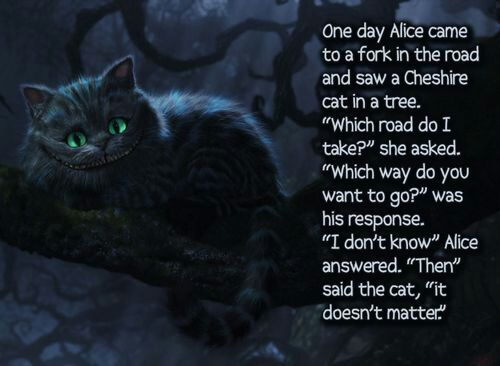 One day Alice came
to a fork in the road
and saw a Cheshire
cat in a tree.
"Which road do I
take?" she asked.
"Which way do you
want to go?" was
his response.
"I don't know" Alice
answered. "Then"
said the cat, "it
doesn't matter."